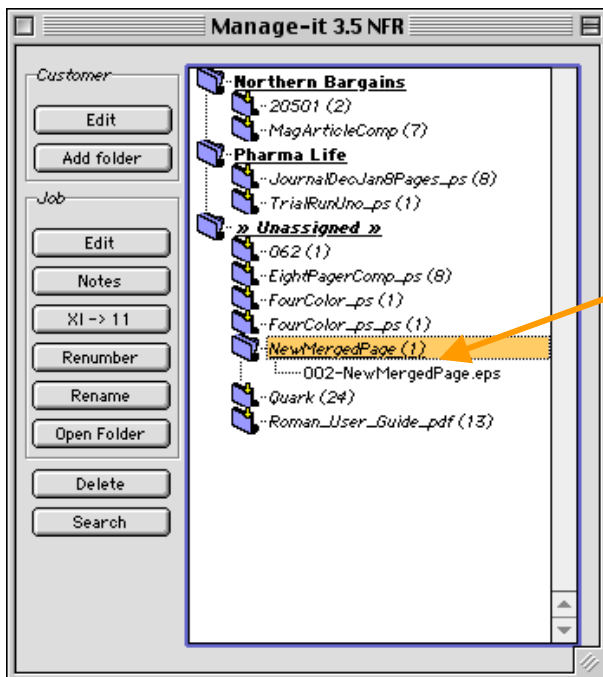 Manage-it 3.5 NFR
Customer
Edit
Add folder
Job
Edit
Notes
XI -> 11
Renumber
Rename
Open Folder
Delete
Search
Northern Bargains
20501 (2)
MagArticleComp (7)
Pharma Life
JournalDecJan8Pages_ps (8)
TrialRunUno_ps (1)
» Unassigned »
062 (1)
EightPagerComp_ps (8)
FourColor_ps (1)
FourColor_ps_ps (1)
NewMergedPage (1)
002-NewMergedPage.eps
Quark (24)
Roman_User_Guide_pdf (13)